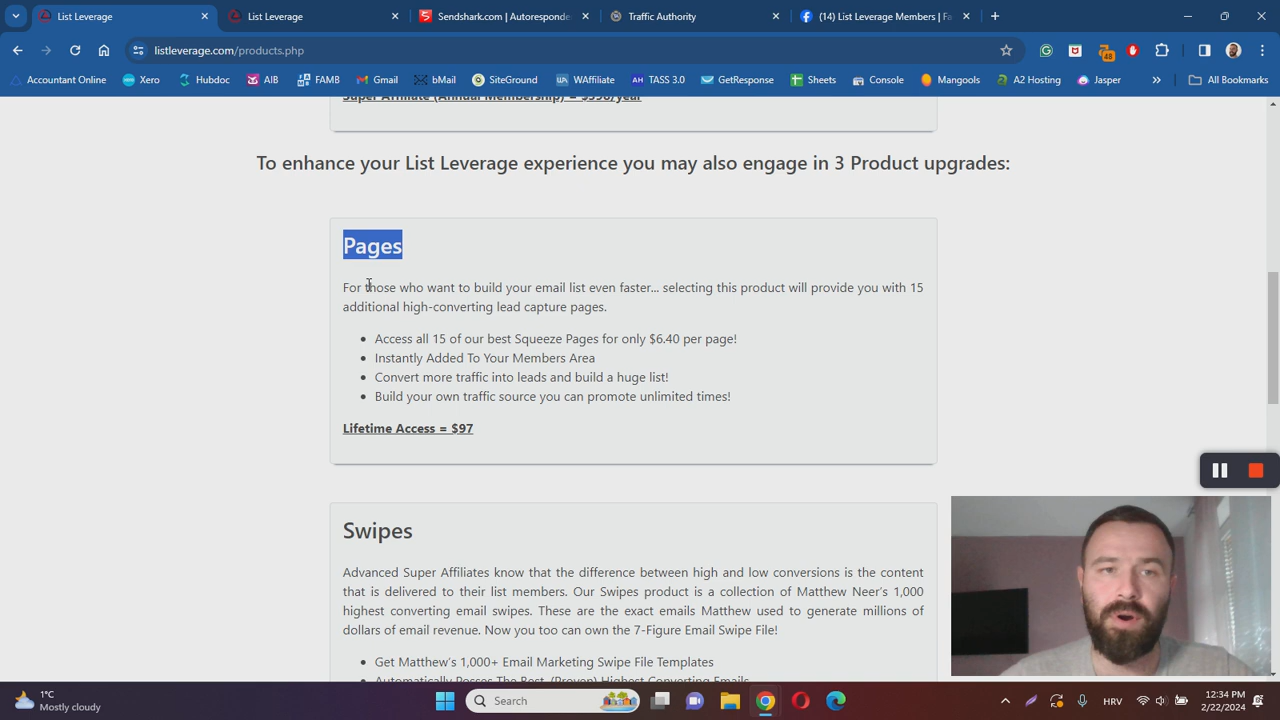 List Leverage
List Leverage
Sendshark.com | Autoresponde
Traffic Authority
(14) List Leverage Members | Fa
listleverage.com/products.php
48
Accountant Online
Xero
Hubdoc
AIB
FAMB
Gmail
bMail
SiteGround
WAffiliate
TASS 3.0
GetResponse
Sheets
Console
Mangools
A2 Hosting
Jasper
All Bookmarks
To enhance your List Leverage experience you may also engage in 3 Product upgrades:
Pages
For those who want to build your email list even faster... selecting this product will provide you with 15
additional high-converting lead capture pages.
• Access all 15 of our best Squeeze Pages for only $6.40 per page!
• Instantly Added To Your Members Area
• Convert more traffic into leads and build a huge list!
• Build your own traffic source you can promote unlimited times!
Lifetime Access = $97
Swipes
Advanced Super Affiliates know that the difference between high and low conversions is the content
that is delivered to their list members. Our Swipes product is a collection of Matthew Neer's 1,000
highest converting email swipes. These are the exact emails Matthew used to generate millions of
dollars of email revenue. Now you too can own the 7-Figure Email Swipe File!
• Get Matthew's 1,000+ Email Marketing Swipe File Templates
1°C
Mostly cloudy
Search
HRV
12:34 PM
2/22/2024